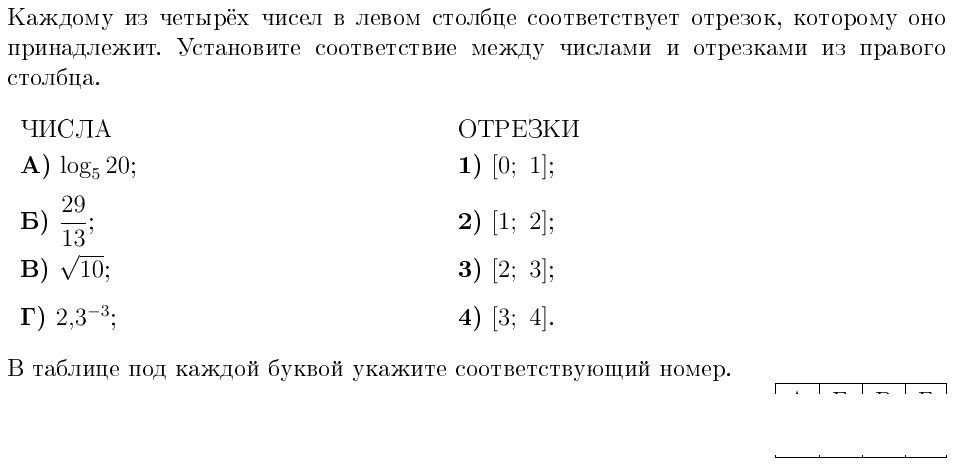 Каждому из четырёх чисел в левом столбце соответствует отрезок, которому оно
принадлежит. Установите соответствие между числами и отрезками из правого
столбца.
ЧИСЛА ОТРЕЗКИ
А) log₅ 20; 1) [0; 1];
Б) 29/13; 2) [1; 2];
В) √10; 3) [2; 3];
Г) 2,3⁻³; 4) [3; 4].
В таблице под каждой буквой укажите соответствующий номер.